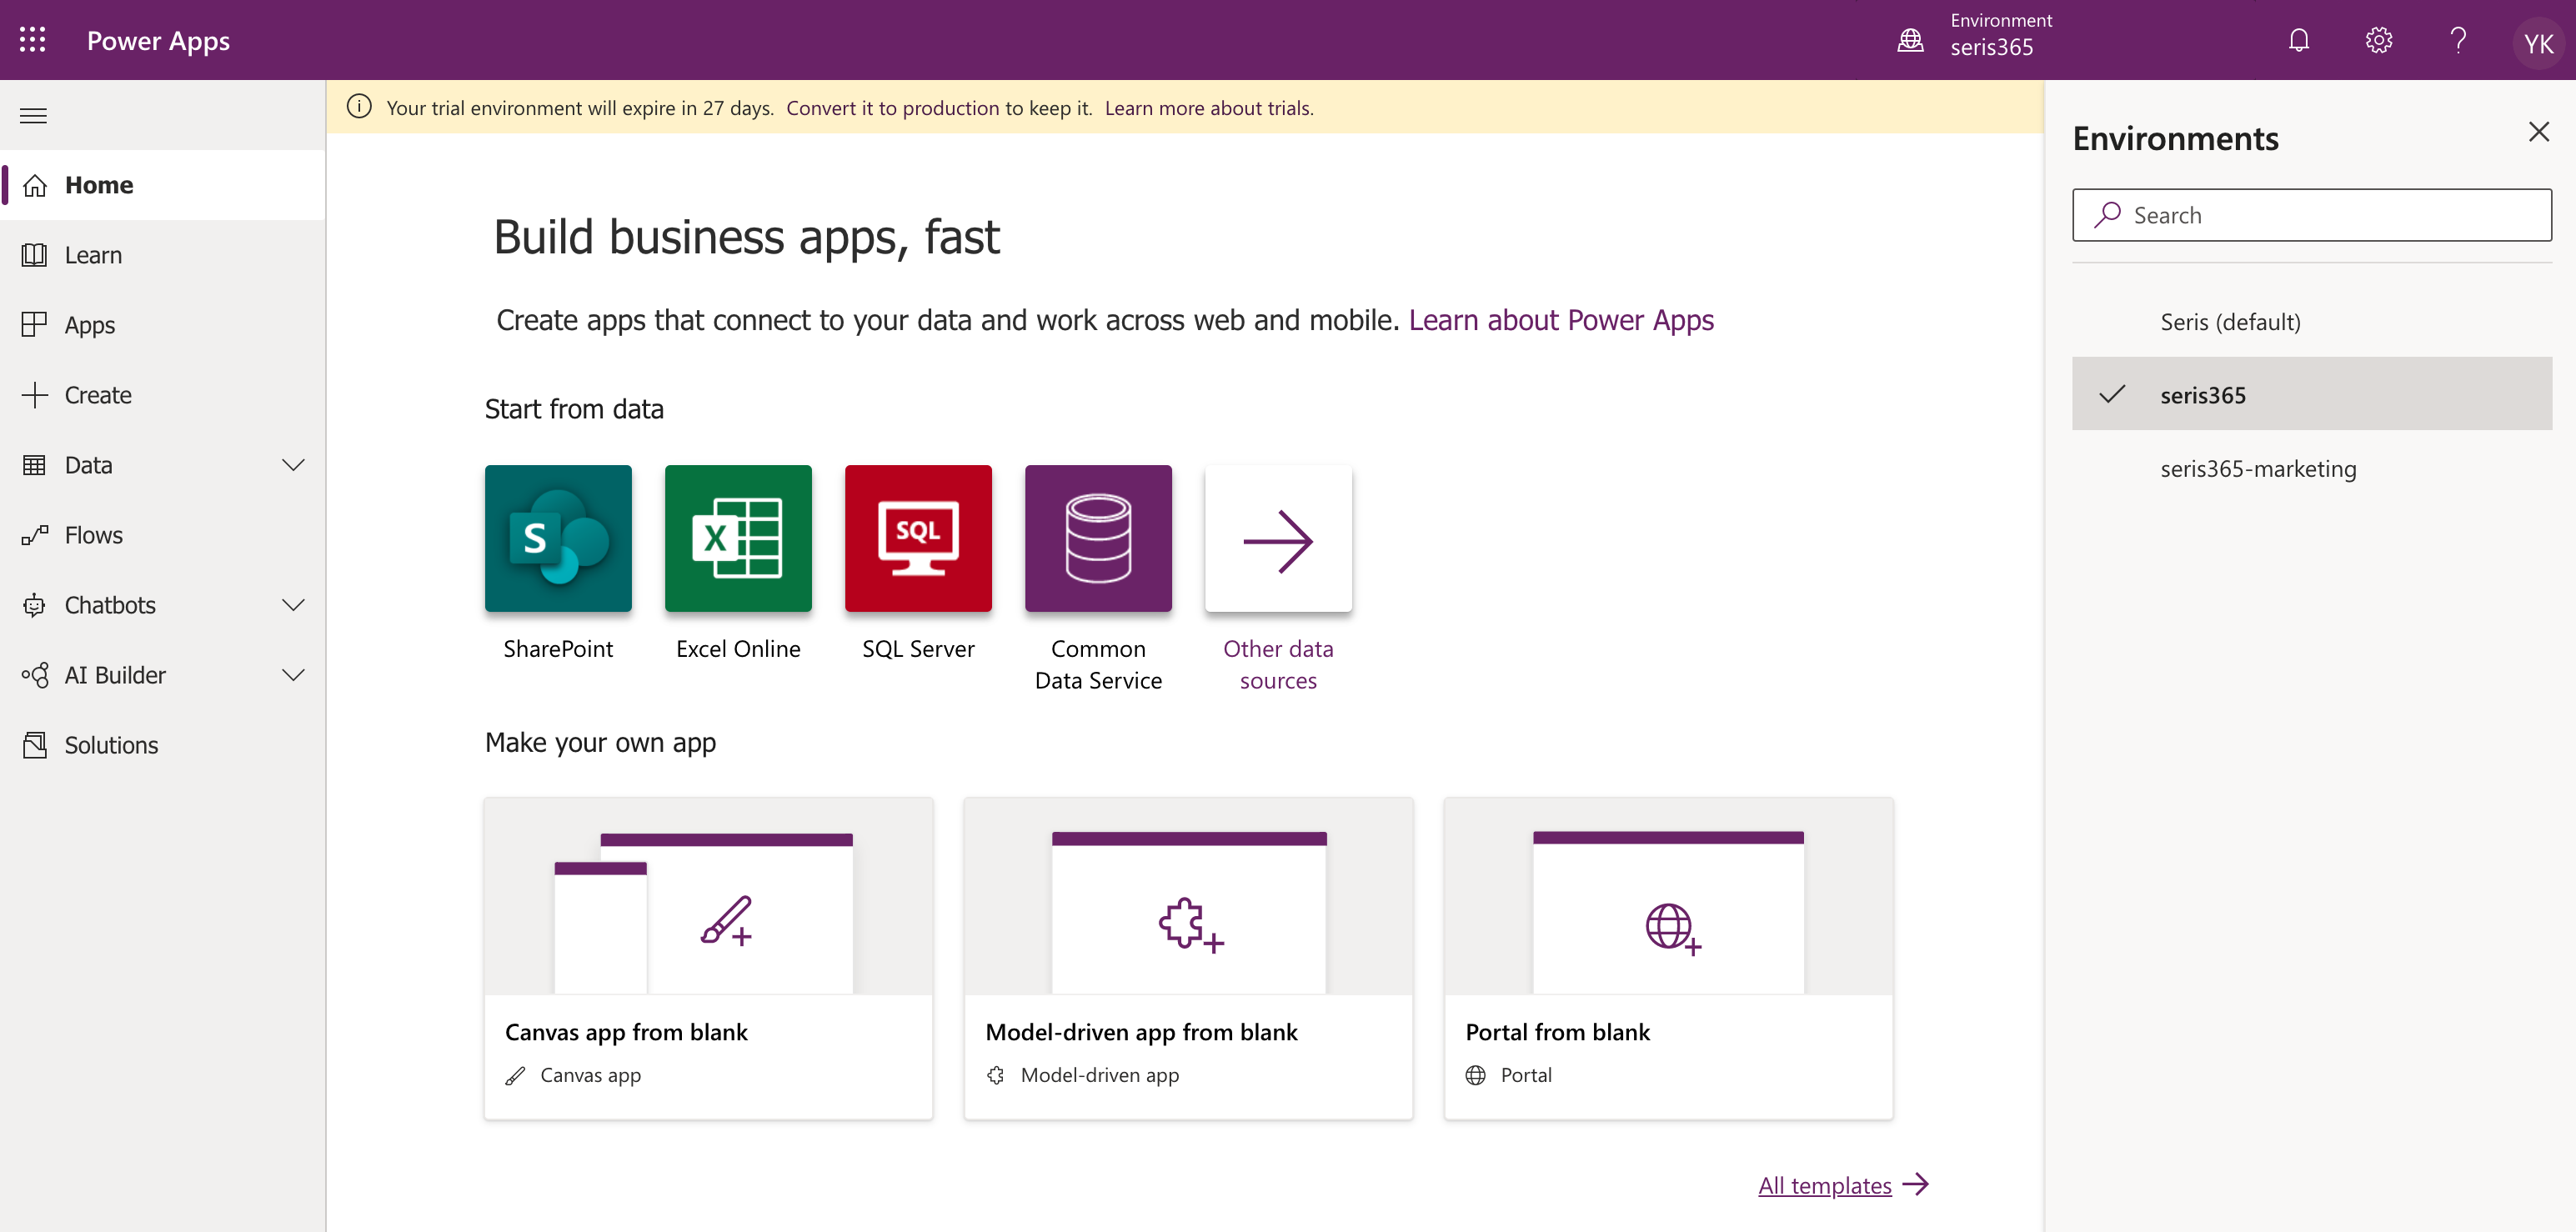 Power Apps
Environment
seris365
YK
Your trial environment will expire in 27 days. Convert it to production to keep it. Learn more about trials.
Home
Learn
Apps
Create
Data
Flows
Chatbots
AI Builder
Solutions
Build business apps, fast
Create apps that connect to your data and work across web and mobile. Learn about Power Apps
Start from data
S
X
SQL
SharePoint
Excel Online
SQL Server
Common
Data Service
Other data
sources
Make your own app
Canvas app from blank
Canvas app
Model-driven app from blank
Model-driven app
Portal from blank
Portal
All templates
Environments
Search
Seris (default)
seris365
seris365-marketing